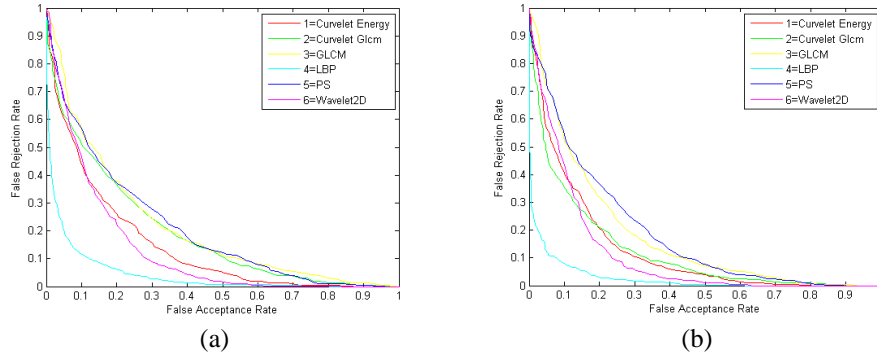 1
0.9
0.8
0.7
0.6
0.5
0.4
0.3
0.2
0.1
0
False Rejection Rate
1=Curvelet Energy
2=Curvelet Glcm
3=GLCM
4=LBP
5=PS
6=Wavelet2D
0 0.1 0.2 0.3 0.4 0.5 0.6 0.7 0.8 0.9 1
False Acceptance Rate
(a)
1
0.9
0.8
0.7
0.6
0.5
0.4
0.3
0.2
0.1
0
False Rejection Rate
1=Curvelet Energy
2=Curvelet Glcm
3=GLCM
4=LBP
5=PS
6=Wavelet2D
0 0.1 0.2 0.3 0.4 0.5 0.6 0.7 0.8 0.9
False Acceptance Rate
(b)